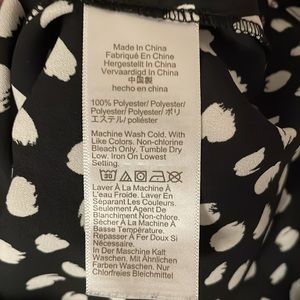 Made In China
Fabriqué En Chine
Hergestellt In China
Vervaardigd In China
中国製
hecho en china
100% Polyester/ Polyester/
Polyester/ Polyester/ ポリ
エステル/ poliéster
Machine Wash Cold. With
Like Colors. Non-chlorine
Bleach Only. Tumble Dry
Low. Iron On Lowest
Setting.
Laver À La Machine À
L'eau Froide. Laver En
Séparant Les Couleurs.
Seulement Agent De
Blanchiment Non-chloruré.
Sécher À La Machine À
Basse Température.
Repasser À Fer Doux Si
Nécessaire.
In Der Maschine Kalt
Waschen. Mit Ähnlichen
Farben Waschen. Nur
Chlorfreies Bleichmittel